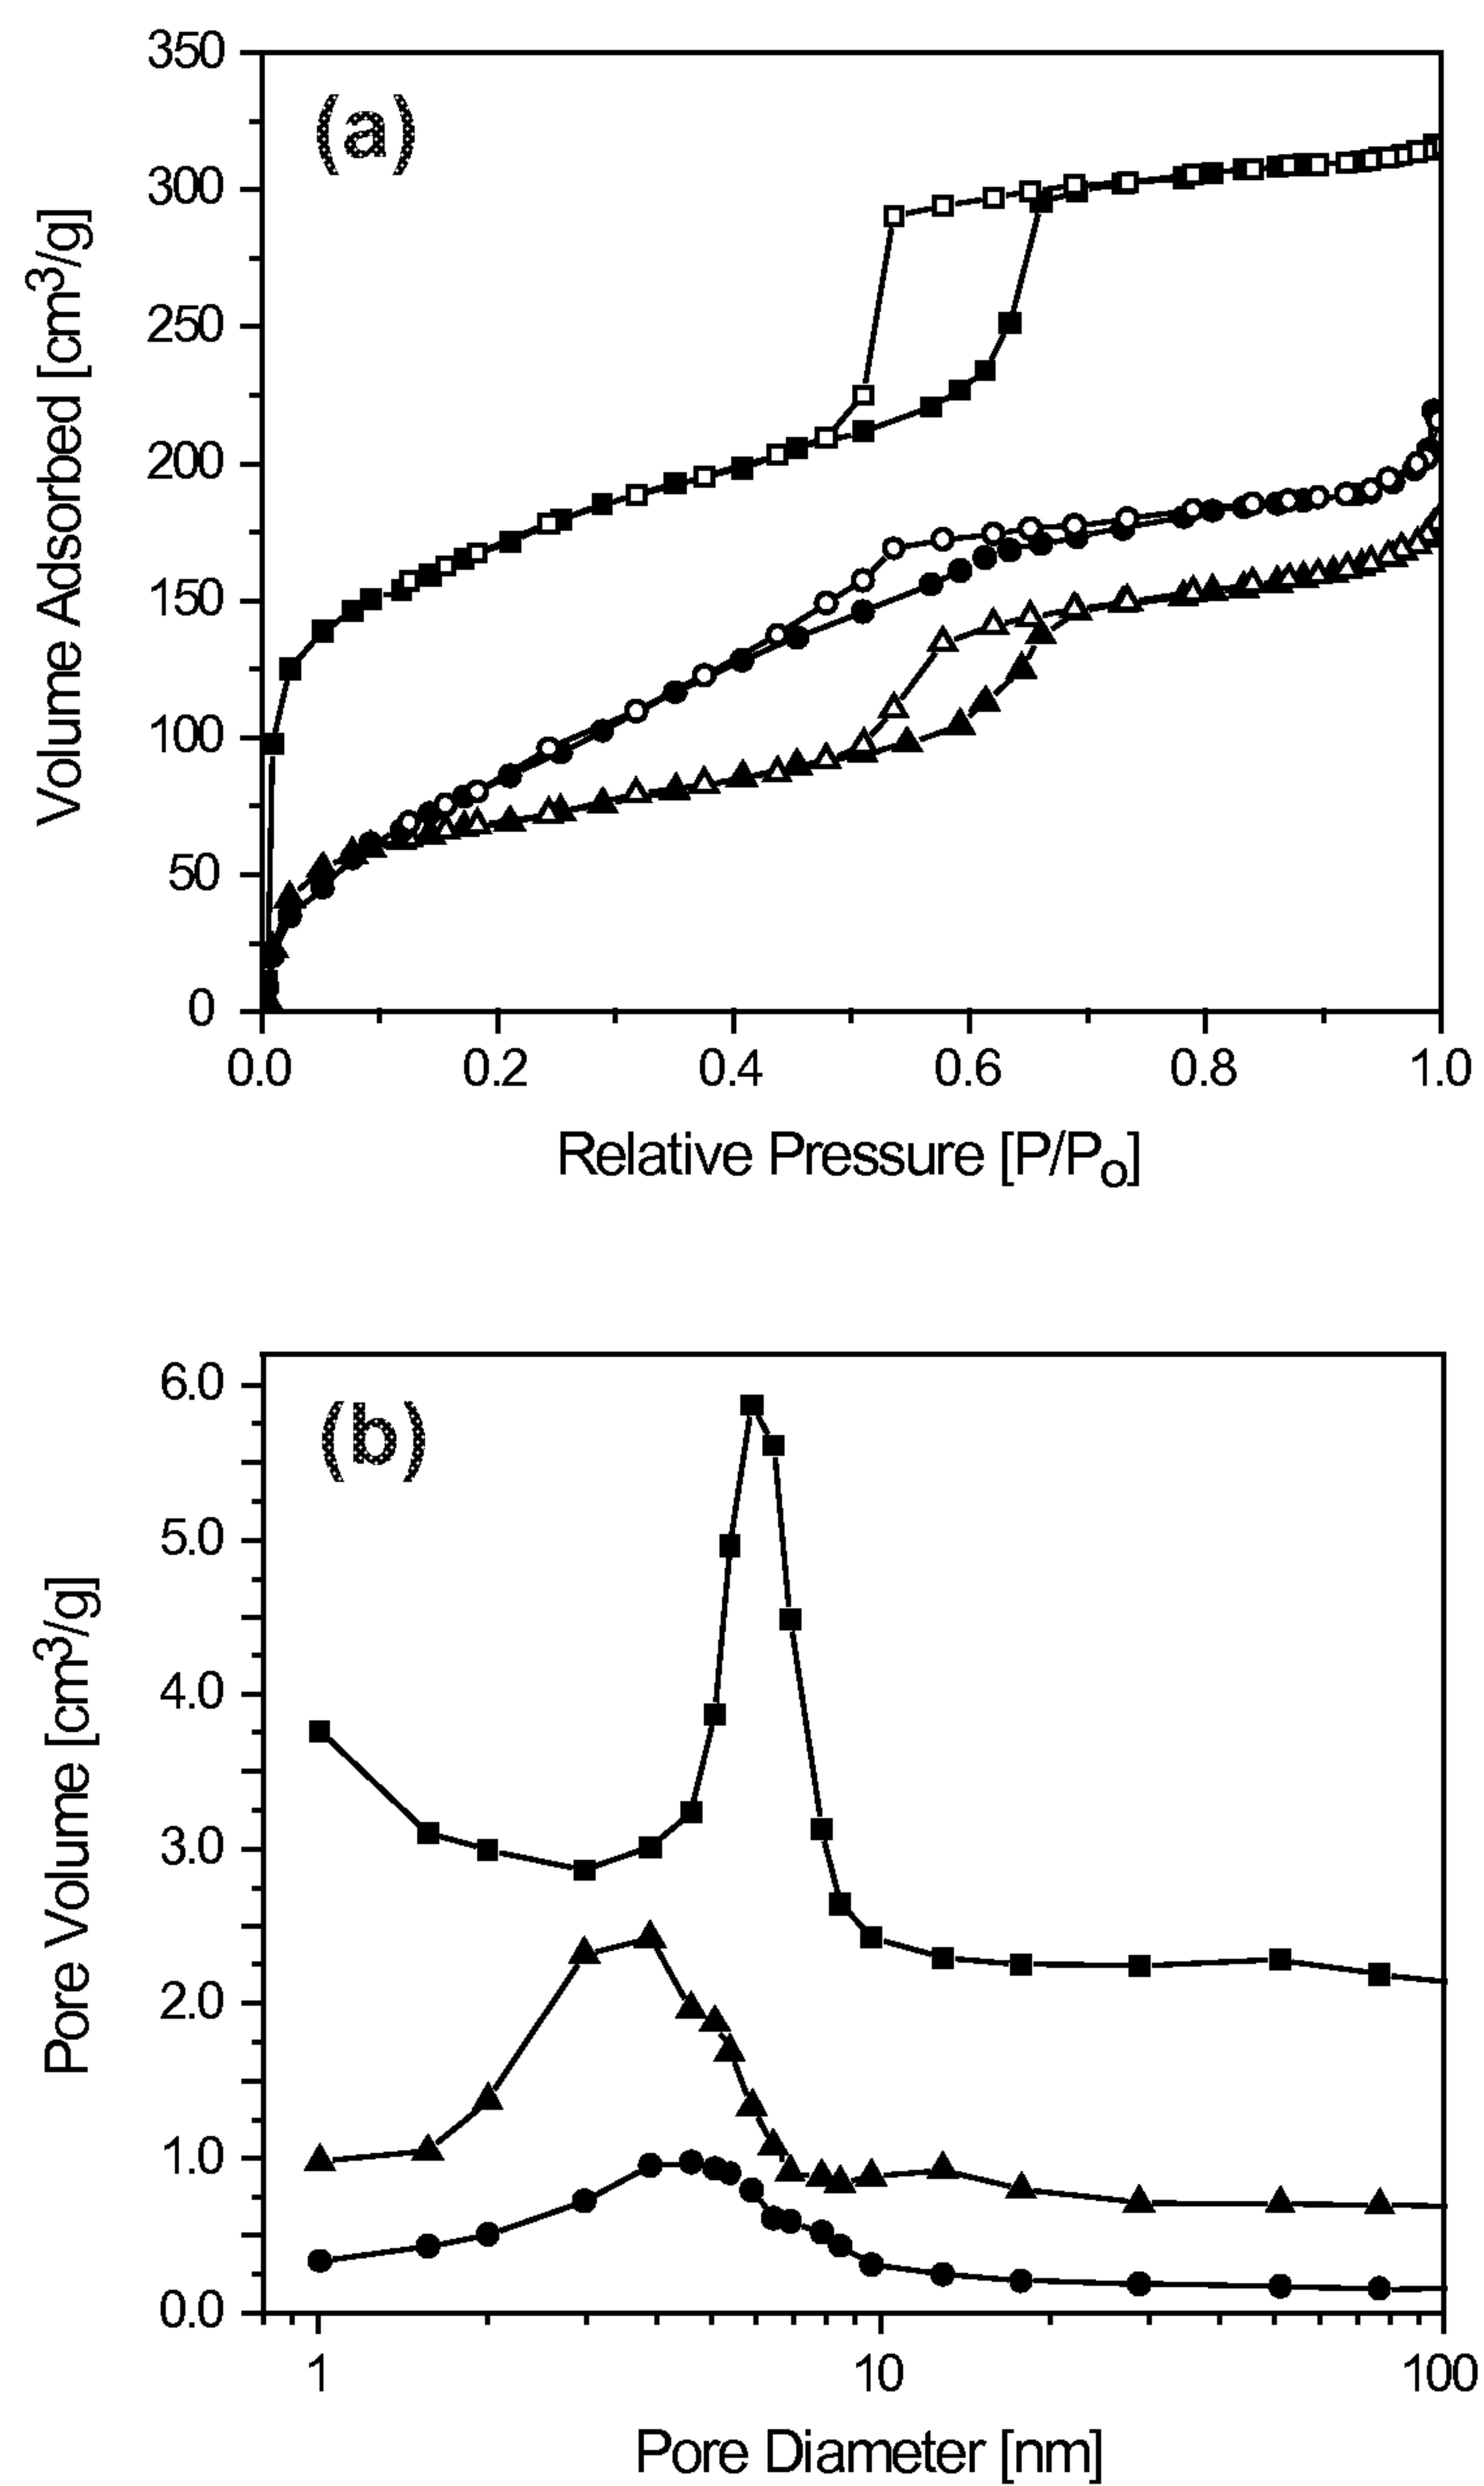 (a)
Volume Adsorbed [cm³/g]
350
300
250
200
150
100
50
0
0.0 0.2 0.4 0.6 0.8 1.0
Relative Pressure [P/Po]
(b)
Pore Volume [cm³/g]
6.0
5.0
4.0
3.0
2.0
1.0
0.0
1 10 100
Pore Diameter [nm]